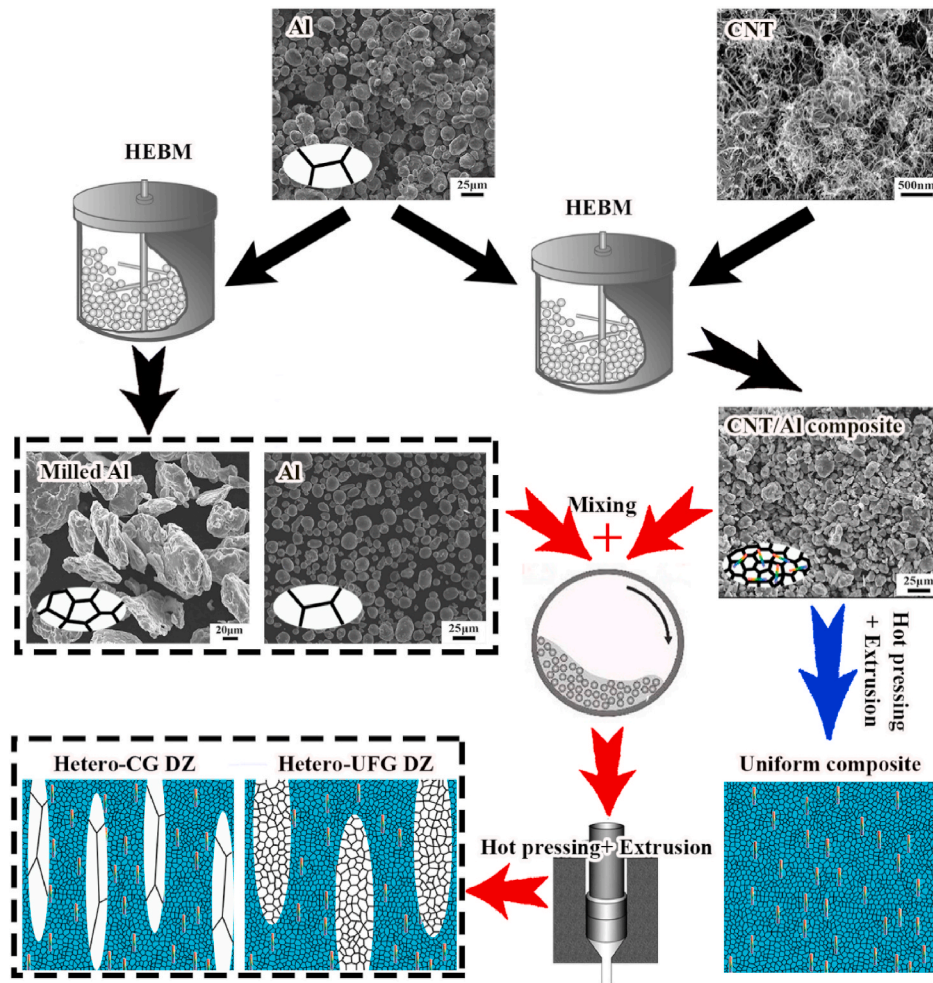 Al
CNT
25μm
500nm
HEBM
HEBM
Milled Al
Al
CNT/Al composite
20μm
25μm
25μm
Mixing
+
Hot pressing
+ Extrusion
Hetero-CG DZ
Hetero-UFG DZ
Uniform composite
Hot pressing+ Extrusion